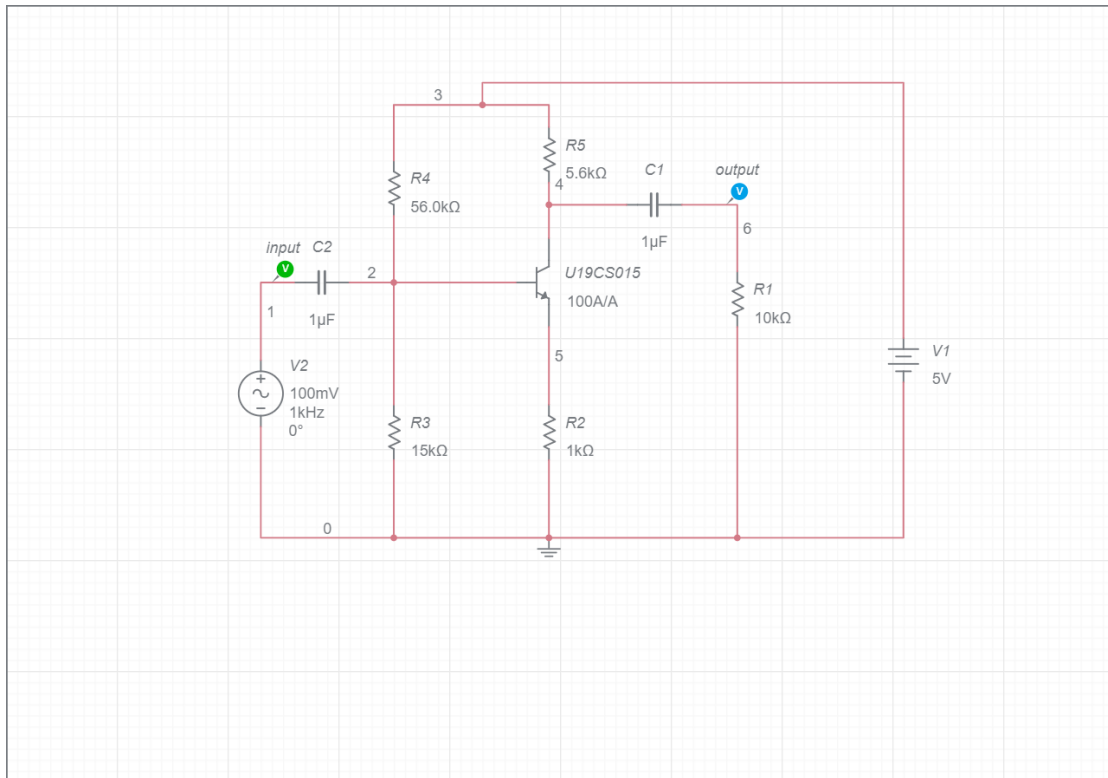 3
R5
5.6kΩ
4
C1
1µF
output
V
6
R4
56.0kΩ
input
V
C2
1µF
2
1
U19CS015
100A/A
R1
10kΩ
5
V1
5V
V2
100mV
1kHz
0°
R3
15kΩ
R2
1kΩ
0